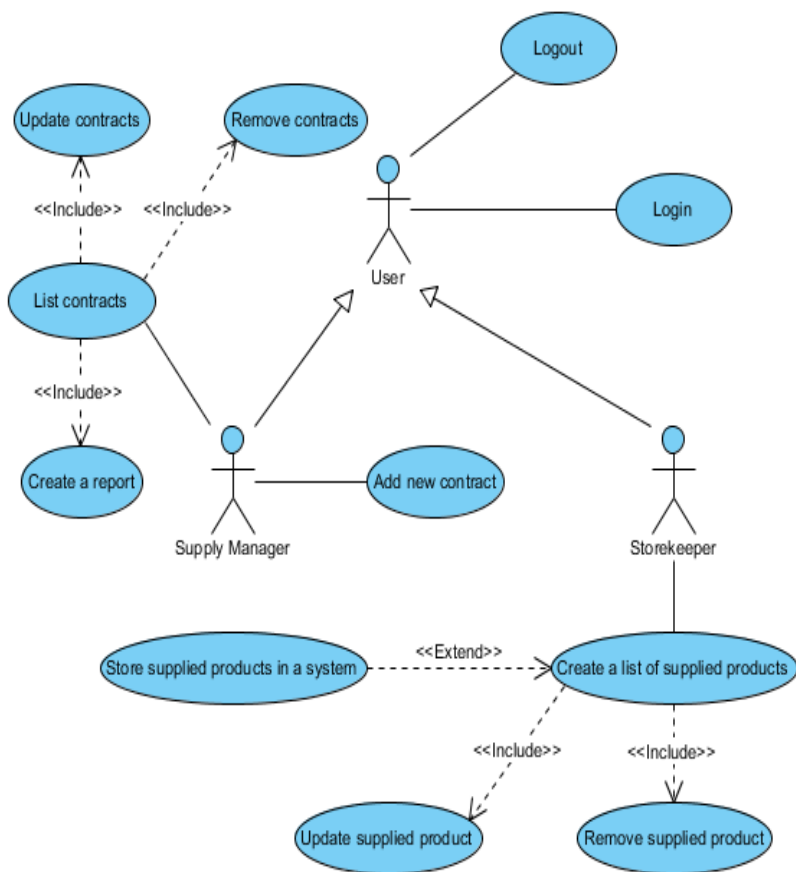 Logout
Update contracts
Remove contracts
<<Include>>
<<Include>>
Login
User
List contracts
<<Include>>
Create a report
Add new contract
Supply Manager
Storekeeper
<<Extend>>
Store supplied products in a system
Create a list of supplied products
<<Include>>
<<Include>>
Update supplied product
Remove supplied product